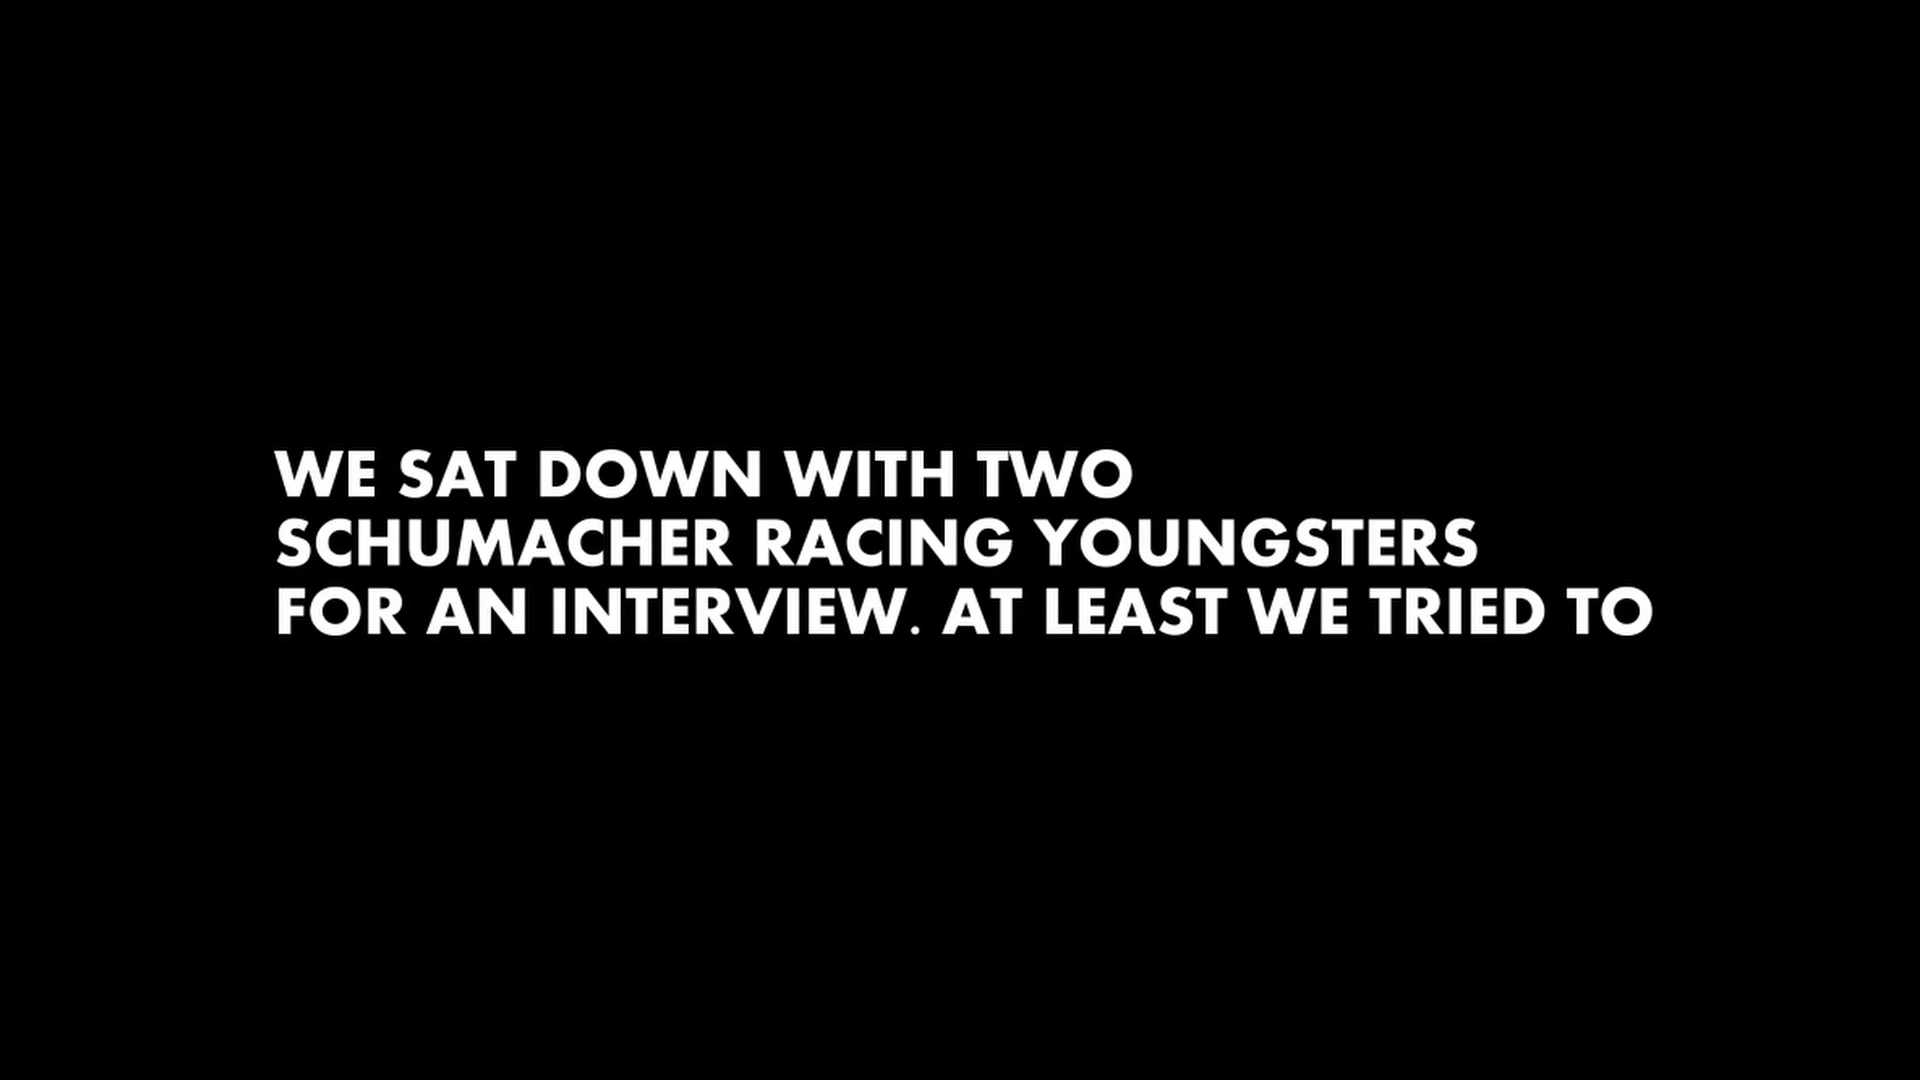 WE SAT DOWN WITH TWO
SCHUMACHER RACING YOUNGSTERS
FOR AN INTERVIEW. AT LEAST WE TRIED TO